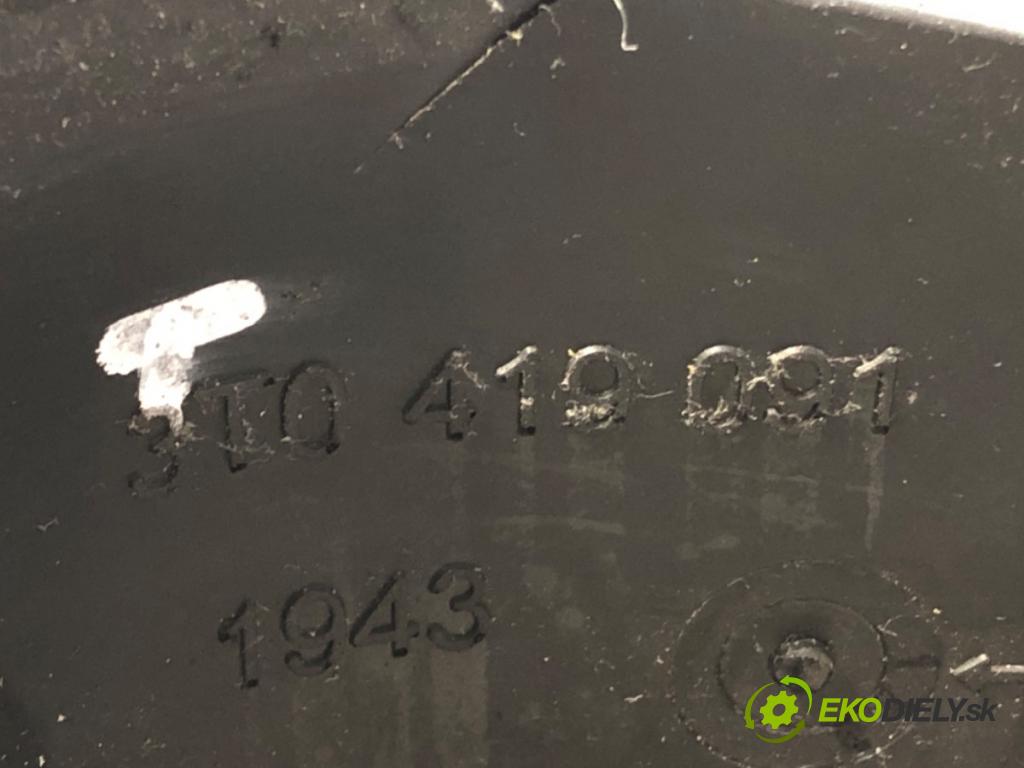 3T0 419 091
1943
EKODIELY.sk